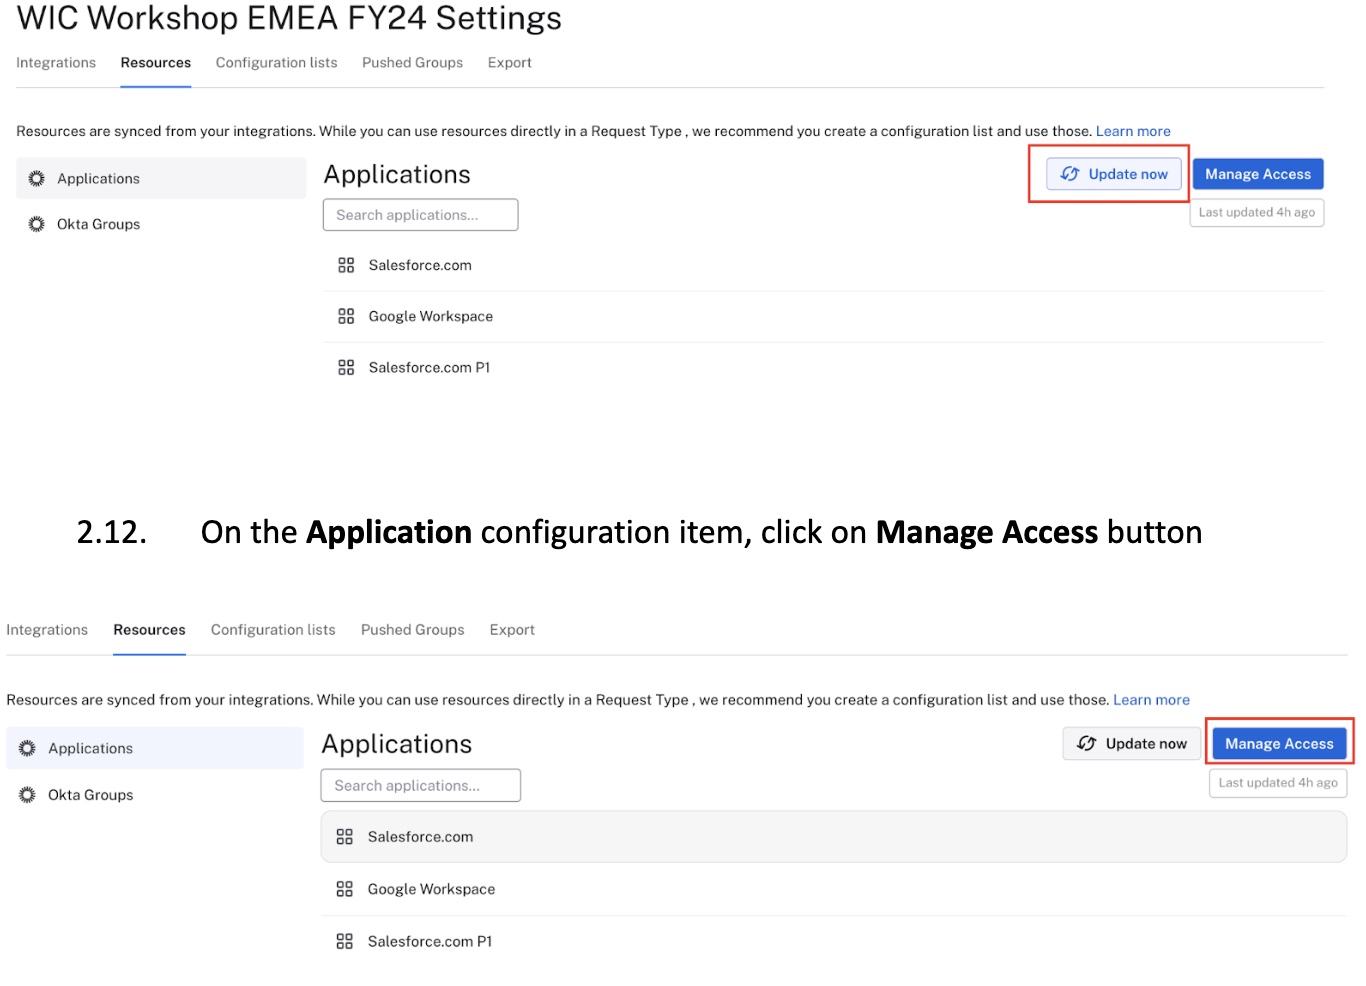 WIC Workshop EMEA FY24 Settings
Integrations Resources Configuration lists Pushed Groups Export
Resources are synced from your integrations. While you can use resources directly in a Request Type , we recommend you create a configuration list and use those. Learn more
Applications
Okta Groups
Applications
Update now
Manage Access
Search applications...
Last updated 4h ago
Salesforce.com
Google Workspace
Salesforce.com P1
2.12. On the Application configuration item, click on Manage Access button
Integrations Resources Configuration lists Pushed Groups Export
Resources are synced from your integrations. While you can use resources directly in a Request Type , we recommend you create a configuration list and use those. Learn more
Applications
Okta Groups
Applications
Update now
Manage Access
Search applications...
Last updated 4h ago
Salesforce.com
Google Workspace
Salesforce.com P1